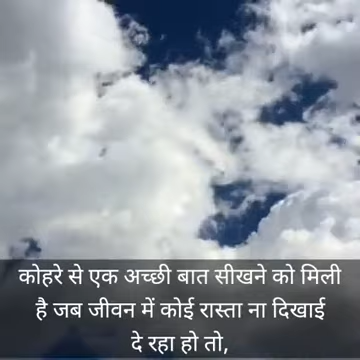 कोहरे से एक अच्छी बात सीखने को मिली
है जब जीवन में कोई रास्ता ना दिखाई
दे रहा हो तो,